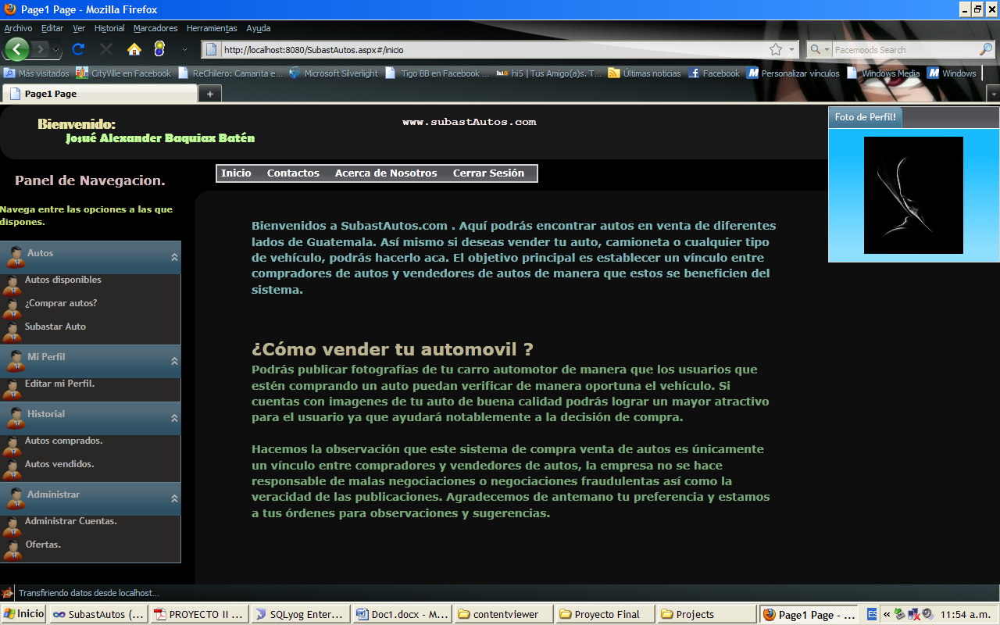 Page1 Page - Mozilla Firefox
Archivo Editar Ver Historial Marcadores Herramientas Ayuda
http://localhost:8080/SubastAutos.aspx#/inicio
Facemoods Search
Más visitados CityVille en Facebook ReChilero: Camarita e... Microsoft Silverlight Tigo BB en Facebook ... hi5 hi5 | Tus Amigo(a)s. T... Últimas noticias Facebook Personalizar vínculos Windows Media Windows
Page1 Page
Bienvenido:
www.subastAutos.com
Foto de Perfil!
Josué Alexander Baquiax Batén
Inicio Contactos Acerca de Nosotros Cerrar Sesión
Panel de Navegacion.
Navega entre las opciones a las que
dispones.
Autos
Autos disponibles
¿Comprar autos?
Subastar Auto
Mi Perfil
Editar mi Perfil.
Historial
Autos comprados.
Autos vendidos.
Administrar
Administrar Cuentas.
Ofertas.
Bienvenidos a SubastAutos.com . Aquí podrás encontrar autos en venta de diferentes
lados de Guatemala. Así mismo si deseas vender tu auto, camioneta o cualquier tipo
de vehículo, podrás hacerlo aca. El objetivo principal es establecer un vínculo entre
compradores de autos y vendedores de autos de manera que estos se beneficien del
sistema.
¿Cómo vender tu automovil ?
Podrás publicar fotografías de tu carro automotor de manera que los usuarios que
estén comprando un auto puedan verificar de manera oportuna el vehículo. Si
cuentas con imagenes de tu auto de buena calidad podrás lograr un mayor atractivo
para el usuario ya que ayudará notablemente a la decisión de compra.
Hacemos la observación que este sistema de compra venta de autos es únicamente
un vínculo entre compradores y vendedores de autos, la empresa no se hace
responsable de malas negociaciones o negociaciones fraudulentas así como la
veracidad de las publicaciones. Agradecemos de antemano tu preferencia y estamos
a tus órdenes para observaciones y sugerencias.
Transfiriendo datos desde localhost...
Inicio SubastAutos (... PROYECTO II ... SQLyog Enter... Doc1.docx - M... contentviewer Proyecto Final Projects Page1 Page - ... ES 11:54 a.m.